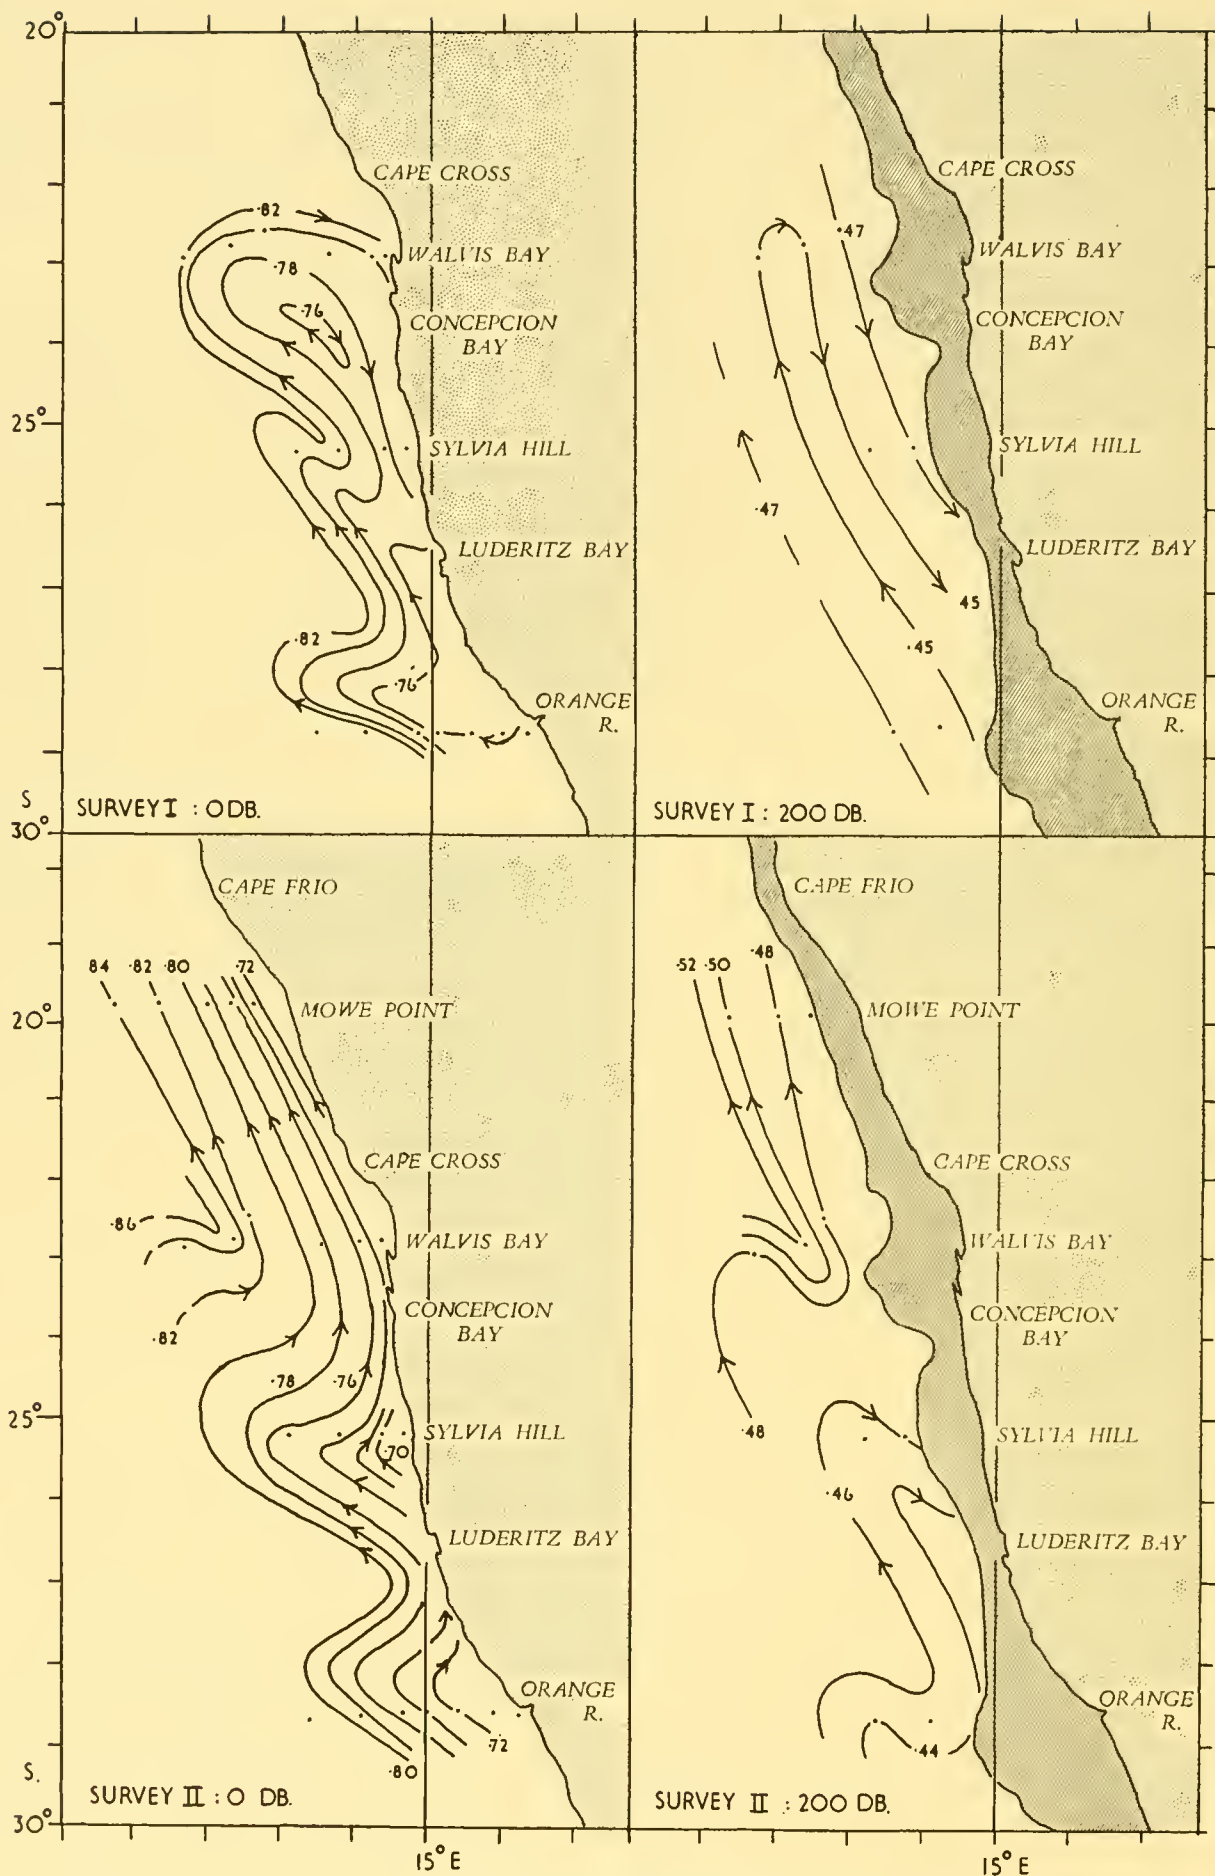 20°
CAPE CROSS
·82
WALVIS BAY
·78
·76
CONCEPCION
BAY
25°
SYLVIA HILL
LUDERITZ BAY
·82
·76
ORANGE
R.
S
SURVEY I : 0 DB.
30°
CAPE CROSS
·47
WALVIS BAY
CONCEPCION
BAY
SYLVIA HILL
·47
LUDERITZ BAY
·45
·45
ORANGE
R.
SURVEY I : 200 DB.
CAPE FRIO
·84 ·82 ·80 ·72
MOWE POINT
20°
CAPE CROSS
·86
WALVIS BAY
CONCEPCION
BAY
·82
·78
·76
25°
SYLVIA HILL
·70
LUDERITZ BAY
ORANGE
R.
·72
·80
S.
SURVEY II : 0 DB.
30°
15° E
CAPE FRIO
·52 ·50 ·48
MOWE POINT
CAPE CROSS
WALVIS BAY
CONCEPCION
BAY
·48
SYLVIA HILL
·46
LUDERITZ BAY
ORANGE
R.
·44
SURVEY II : 200 DB.
15° E